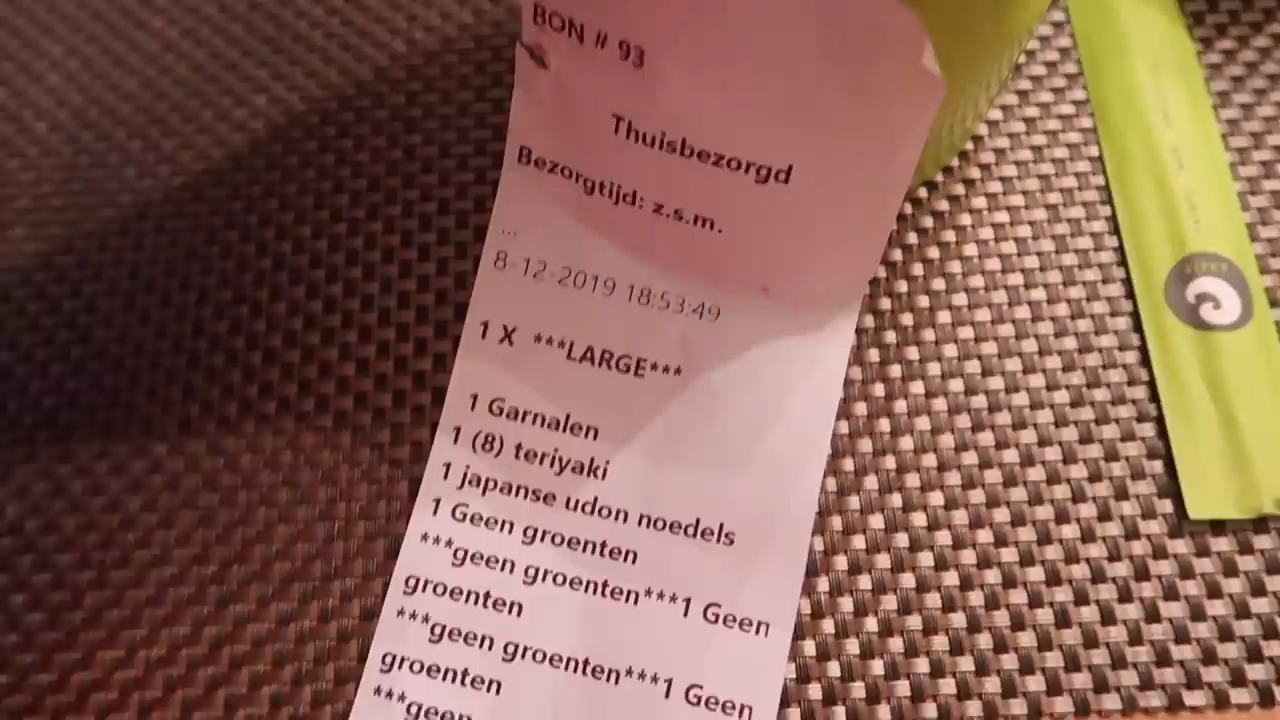 BON # 93
Thuisbezorgd
Bezorgtijd: z.s.m.
...
8-12-2019 18:53:49
1 X ***LARGE***
1 Garnalen
1 (8) teriyaki
1 japanse udon noedels
1 Geen groenten
***geen groenten***1 Geen
groenten
***geen groenten***1 Geen
groenten
***geen